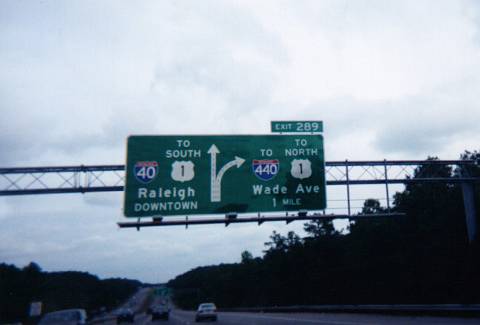 EXIT 289
TO
SOUTH
40 1
Raleigh
DOWNTOWN
TO
TO NORTH
440 1
Wade Ave
1 MILE